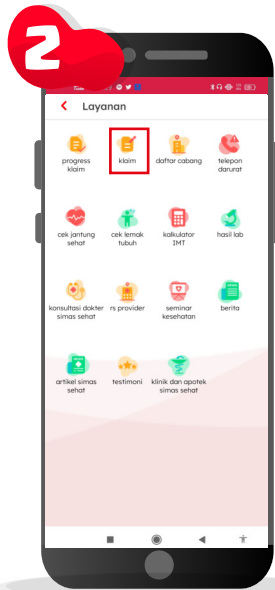 2
Layanan
progress
klaim
klaim
daftar cabang
telepon
darurat
cek jantung
sehat
cek lemak
tubuh
kalkulator
IMT
hasil lab
konsultasi dokter
simas sehat
rs provider
seminar
kesehatan
berita
artikel simas
sehat
testimoni
klinik dan apotek
simas sehat